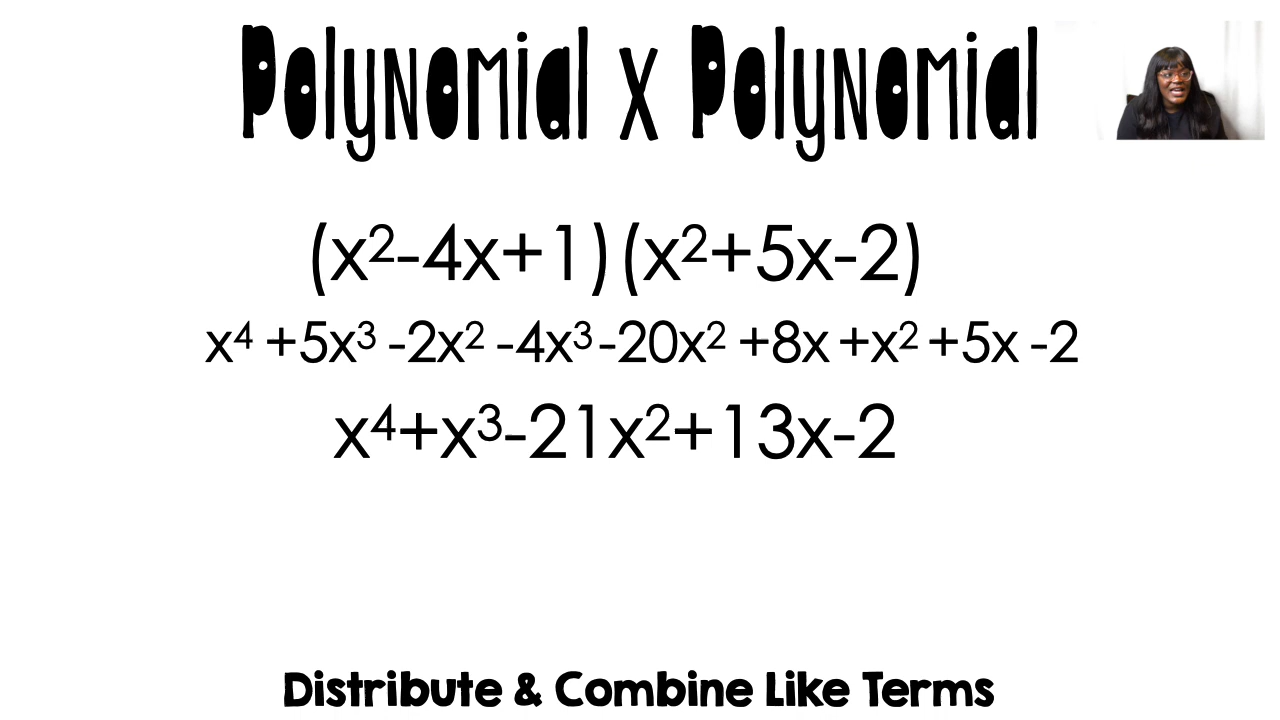 Polynomial x Polynomial
(x²-4x+1)(x²+5x-2)
x⁴ +5x³ -2x² -4x³ -20x² +8x +x² +5x -2
x⁴+x³-21x²+13x-2
Distribute & Combine Like Terms